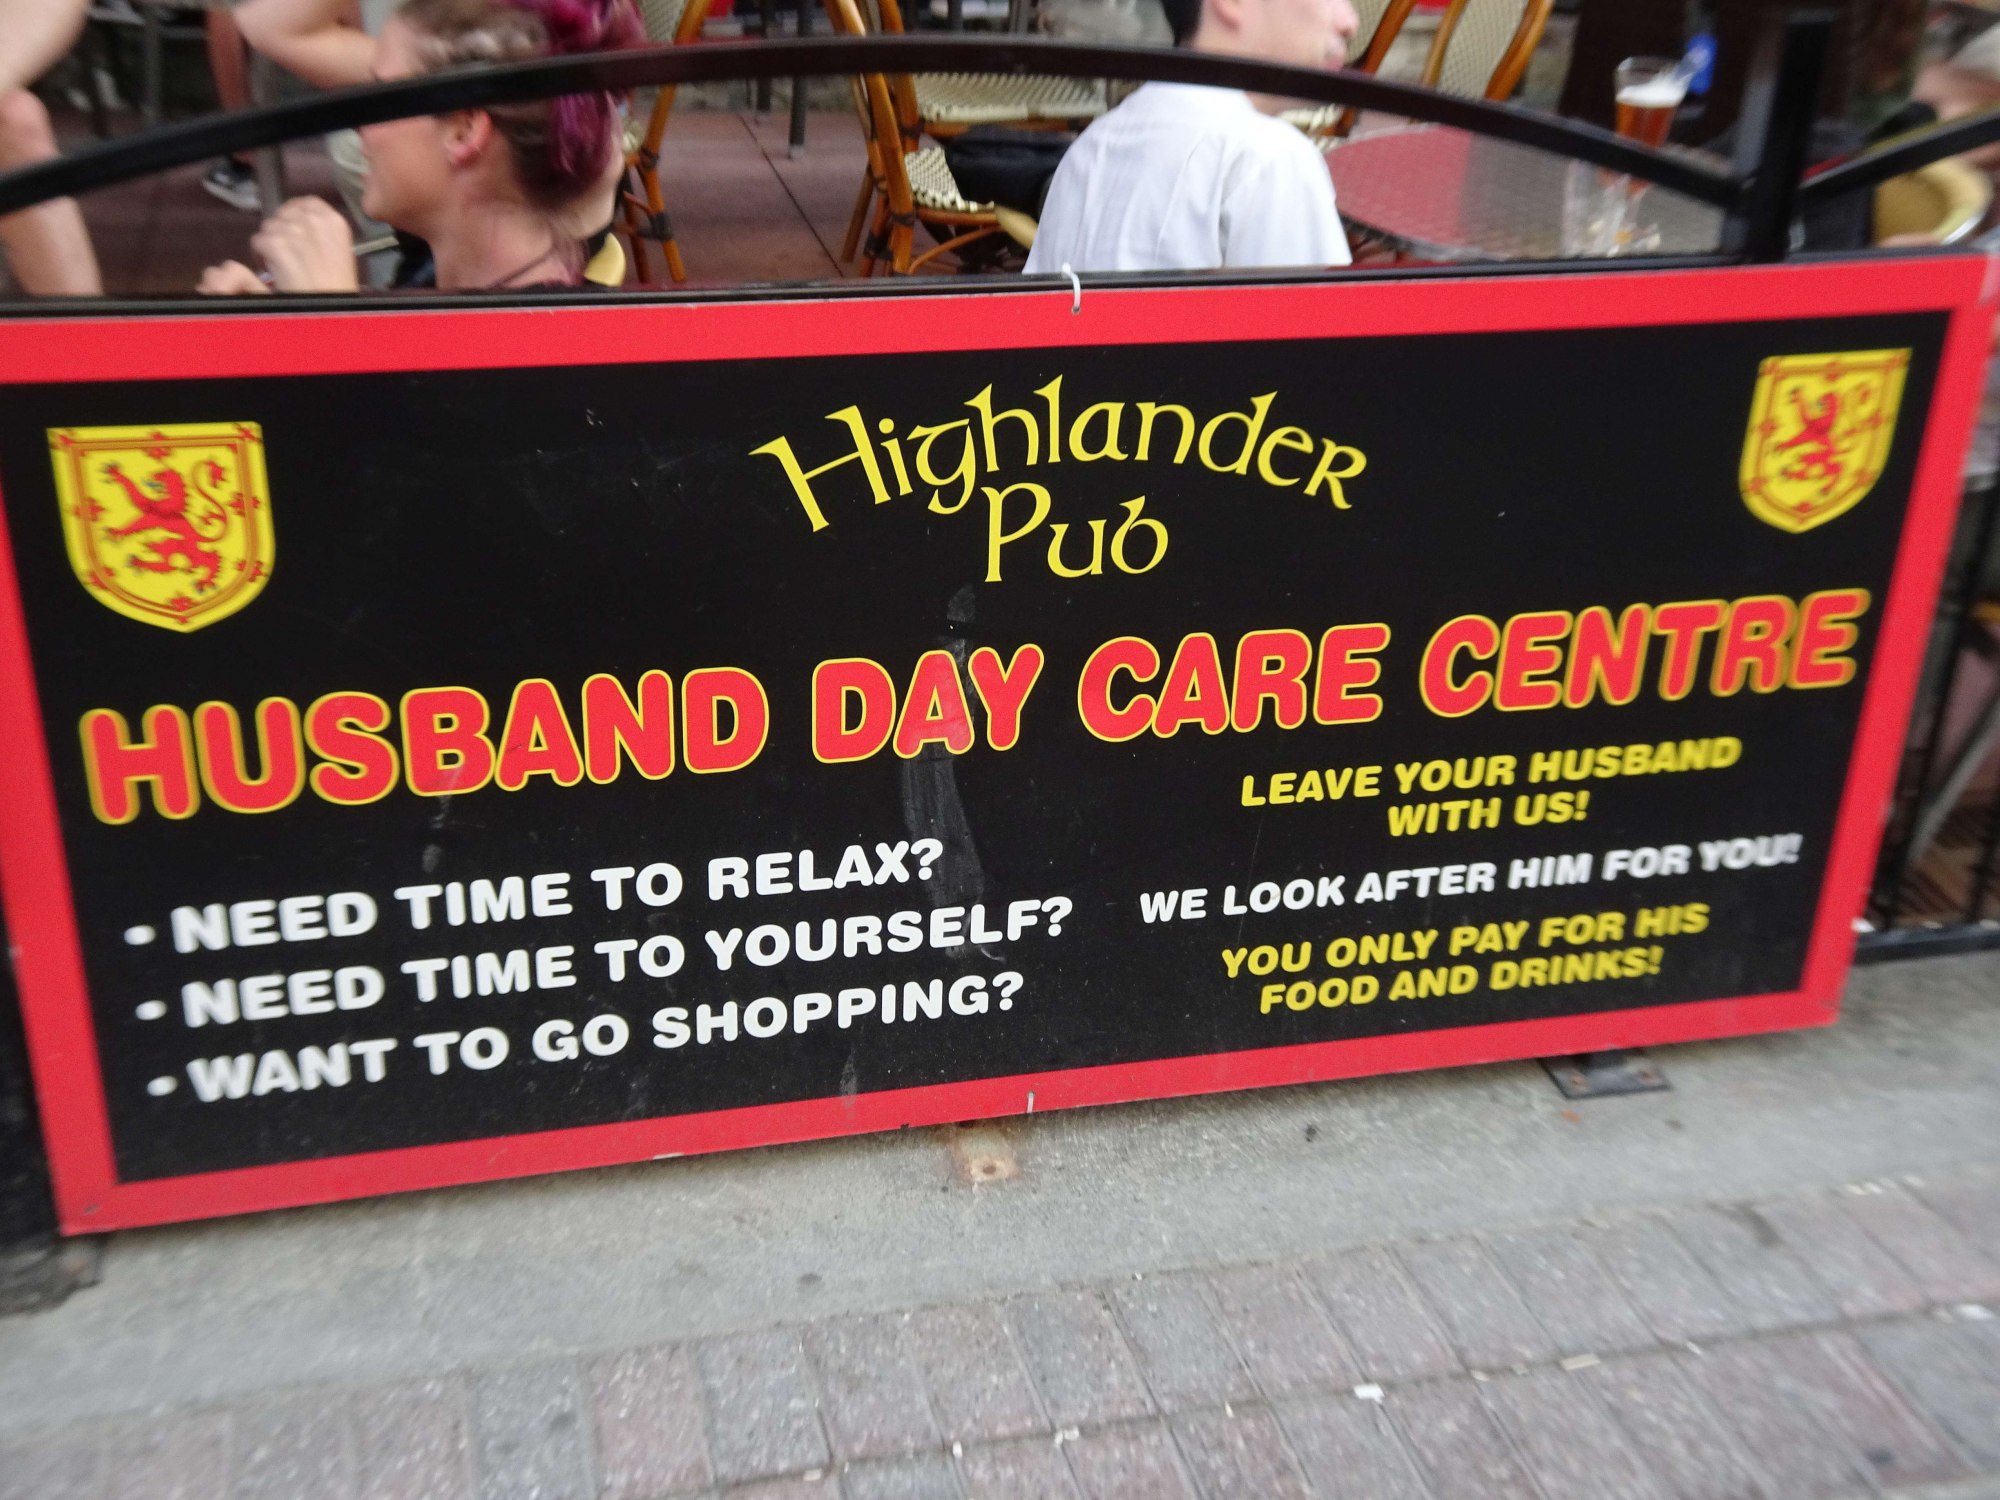 Highlander
Pub
HUSBAND DAY CARE CENTRE
• NEED TIME TO RELAX?
• NEED TIME TO YOURSELF?
• WANT TO GO SHOPPING?
LEAVE YOUR HUSBAND
WITH US!
WE LOOK AFTER HIM FOR YOU!
YOU ONLY PAY FOR HIS
FOOD AND DRINKS!